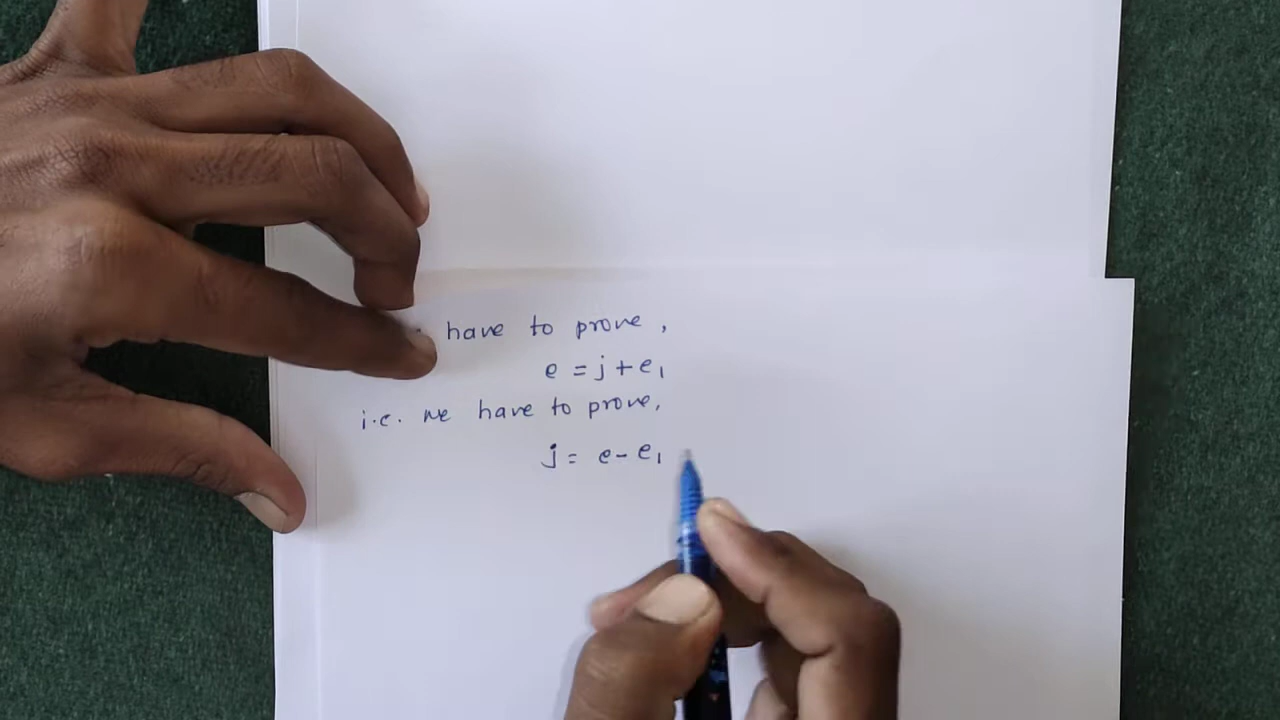 have to prove,
e = j + e₁
i.e. we have to prove,
j = e - e₁